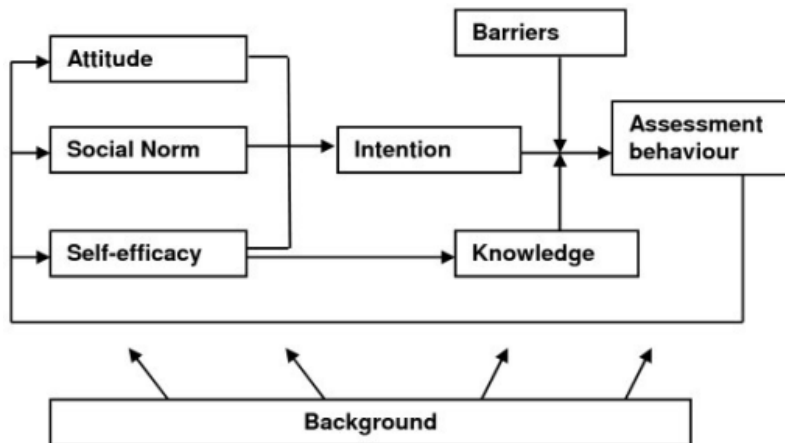 Barriers
Attitude
Assessment
behaviour
Social Norm
Intention
Self-efficacy
Knowledge
Background